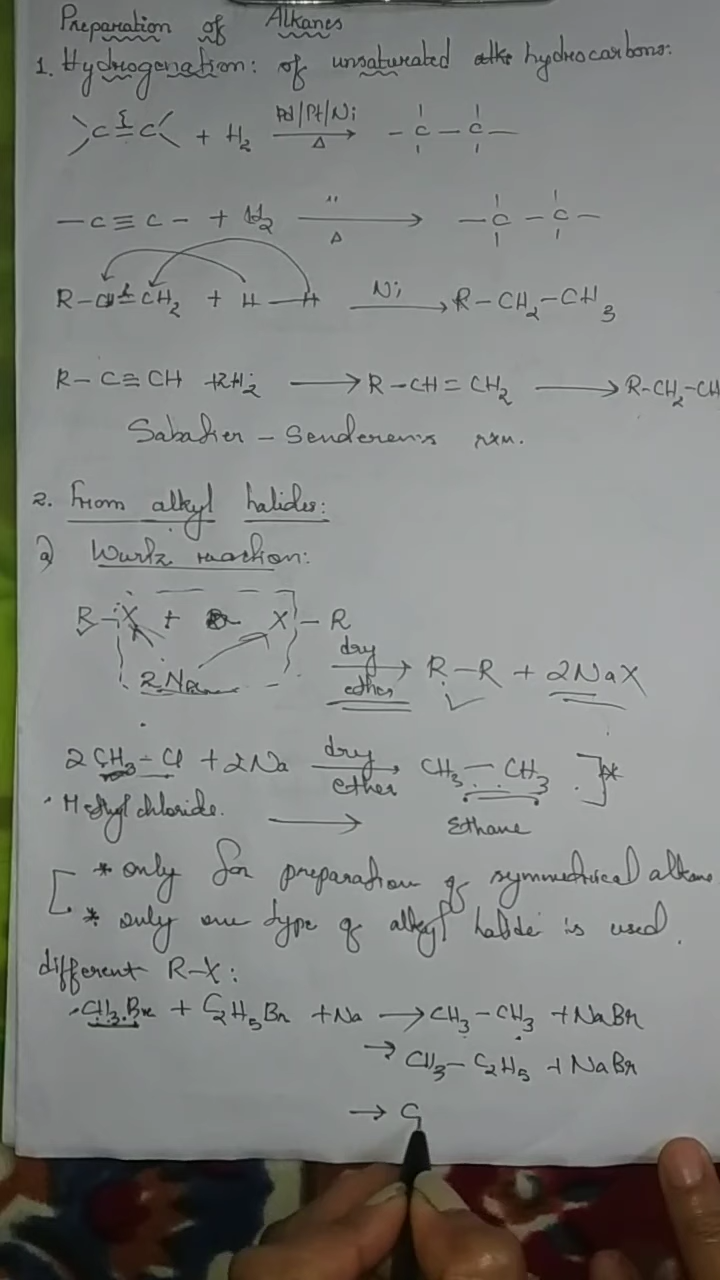 Preparation of Alkanes
1. Hydrogenation: of unsaturated hydrocarbons:
>C=C< + H2 Pd/Pt/Ni Δ → -C-C-
-C≡C- + H2 '' Δ → -C-C-
R-CH=CH2 + H-H Ni → R-CH2-CH3
R-C≡CH +2H2 → R-CH=CH2 → R-CH2-CH
Sabatier - Senderens rxn.
2. From alkyl halides:
a) Wurtz reaction:
R-X + X-R
2Na dry ether → R-R + 2NaX
2CH3-Cl + 2Na dry ether → CH3-CH3 . ]*
Methyl chloride. → Ethane
* only for preparation of symmetrical alkane
* only one type of alkyl halide is used.
different R-X:
CH3Br + C2H5Br + Na → CH3-CH3 + NaBr
→ CH3-C2H5 + NaBr
→ C